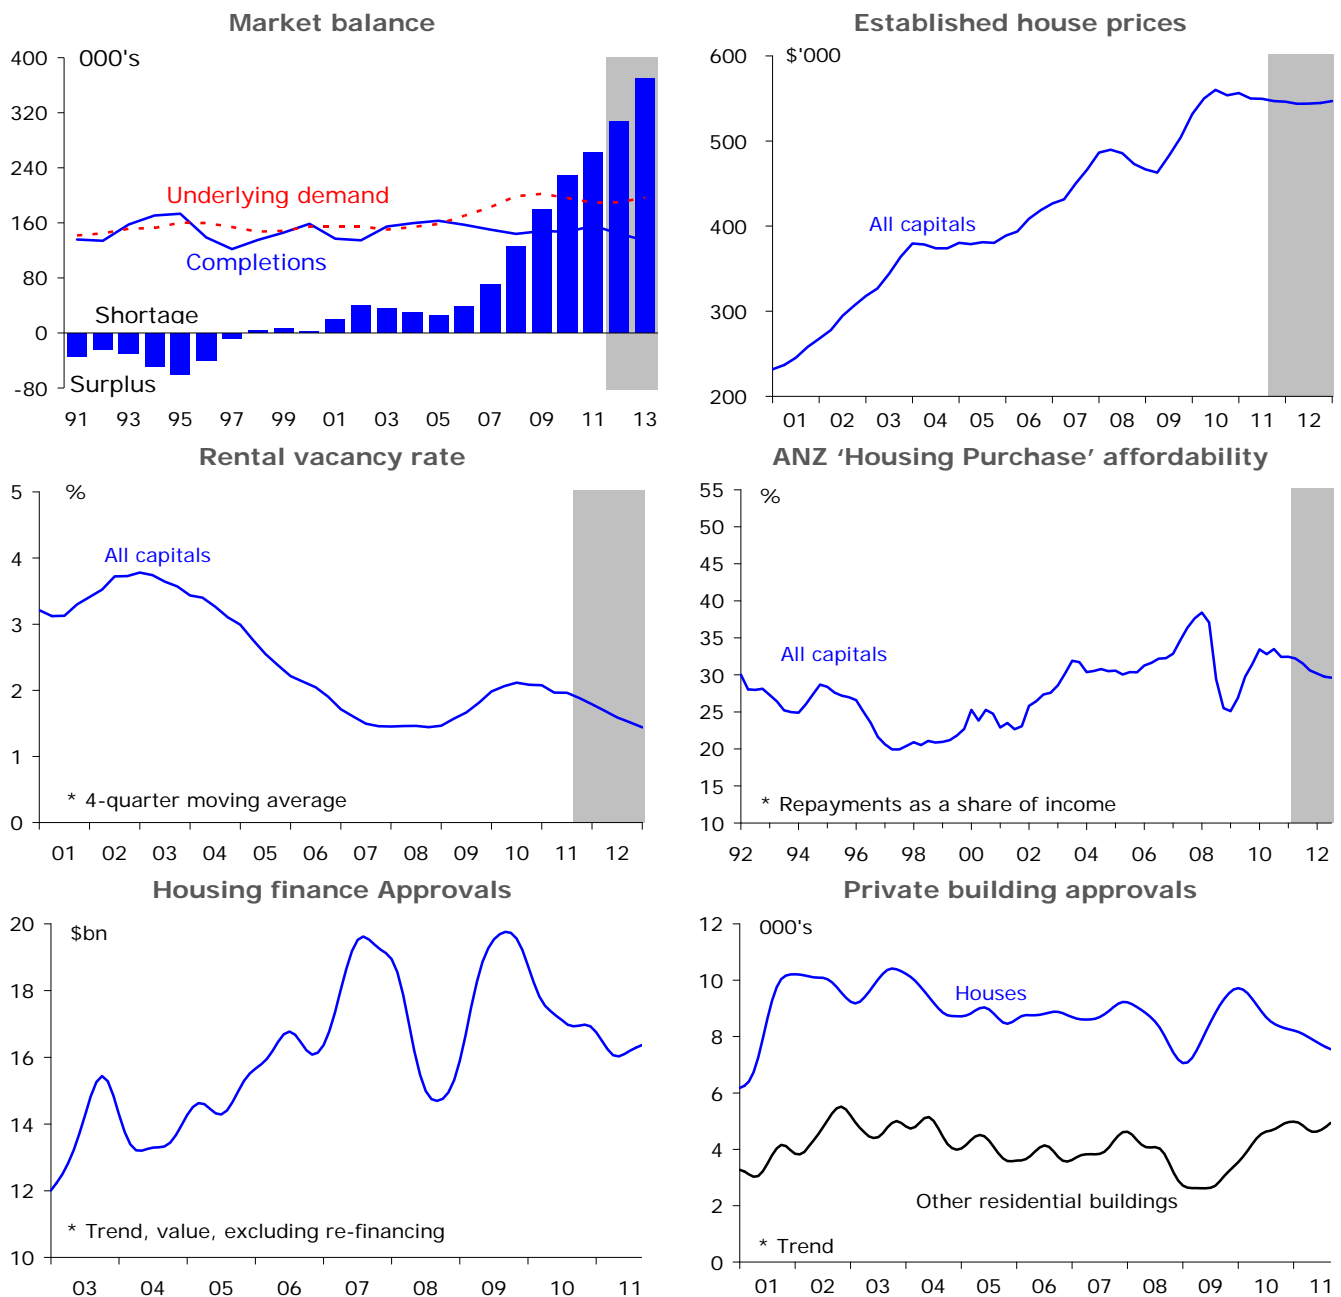 Market balance
400
320
240
160
80
0
-80
000's
Underlying demand
Completions
Shortage
Surplus
91 93 95 97 99 01 03 05 07 09 11 13
Established house prices
600
500
400
300
200
$'000
All capitals
01 02 03 04 05 06 07 08 09 10 11 12
Rental vacancy rate
5
4
3
2
1
0
%
All capitals
* 4-quarter moving average
01 02 03 04 05 06 07 08 09 10 11 12
ANZ ‘Housing Purchase’ affordability
55
50
45
40
35
30
25
20
15
10
%
All capitals
* Repayments as a share of income
92 94 96 98 00 02 04 06 08 10 12
Housing finance Approvals
20
18
16
14
12
10
$bn
* Trend, value, excluding re-financing
03 04 05 06 07 08 09 10 11
Private building approvals
12
10
8
6
4
2
0
000's
Houses
Other residential buildings
* Trend
01 02 03 04 05 06 07 08 09 10 11